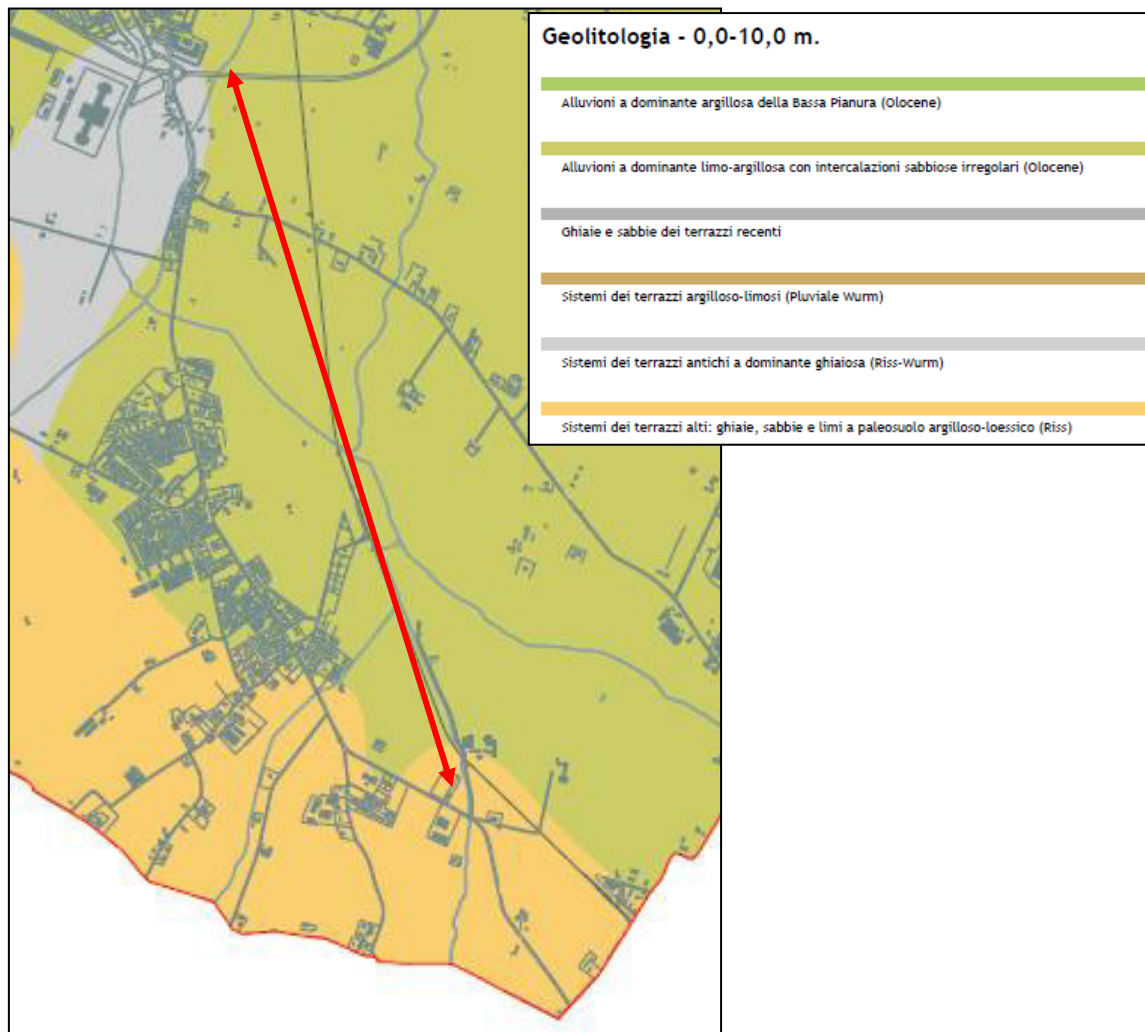 Geolitologia - 0,0-10,0 m.
Alluvioni a dominante argillosa della Bassa Pianura (Olocene)
Alluvioni a dominante limo-argillosa con intercalazioni sabbiose irregolari (Olocene)
Ghiaie e sabbie dei terrazzi recenti
Sistemi dei terrazzi argilloso-limosi (Pluviale Wurm)
Sistemi dei terrazzi antichi a dominante ghiaiosa (Riss-Wurm)
Sistemi dei terrazzi alti: ghiaie, sabbie e limi a paleosuolo argilloso-loessico (Riss)